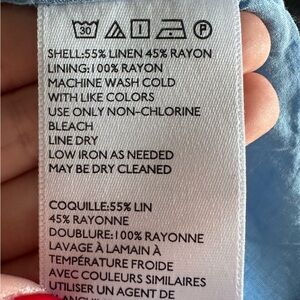 30 P
SHELL:55% LINEN 45% RAYON
LINING:100% RAYON
MACHINE WASH COLD
WITH LIKE COLORS
USE ONLY NON-CHLORINE
BLEACH
LINE DRY
LOW IRON AS NEEDED
MAY BE DRY CLEANED
COQUILLE:55% LIN
45% RAYONNE
DOUBLURE:100% RAYONNE
LAVAGE À LAMAIN À
TEMPÉRATURE FROIDE
AVEC COULEURS SIMILAIRES
UTILISER UN AGENT DE